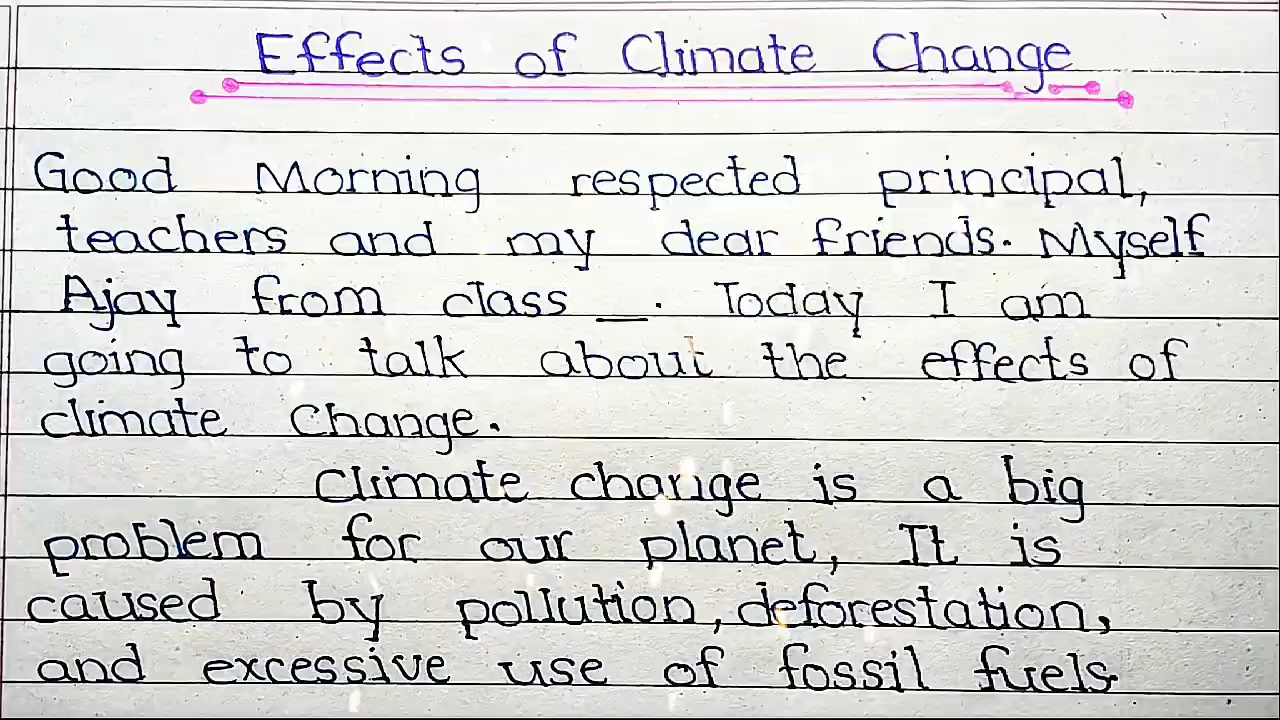 Effects of Climate Change
Good Morning respected principal,
teachers and my dear friends. Myself
Ajay from class __. Today I am
going to talk about the effects of
climate change.
Climate change is a big
problem for our planet, It is
caused by pollution, deforestation,
and excessive use of fossil fuels.